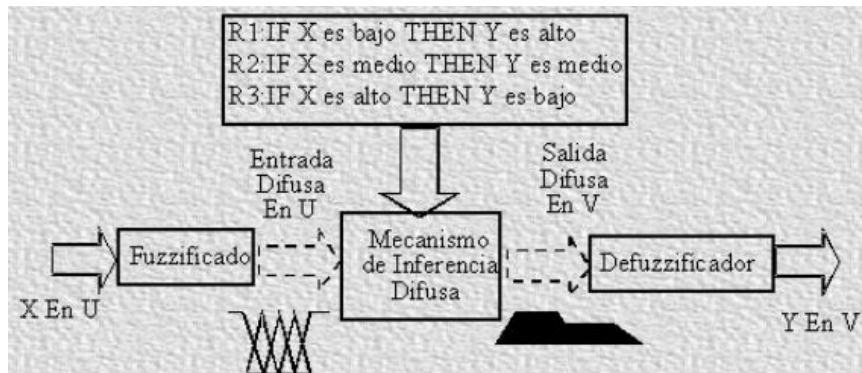 R1:IF X es bajo THEN Y es alto
R2:IF X es medio THEN Y es medio
R3:IF X es alto THEN Y es bajo
Entrada
Difusa
En U
Salida
Difusa
En V
Fuzzificado
Mecanismo
de Inferencia
Difusa
Defuzzificador
X En U
Y En V